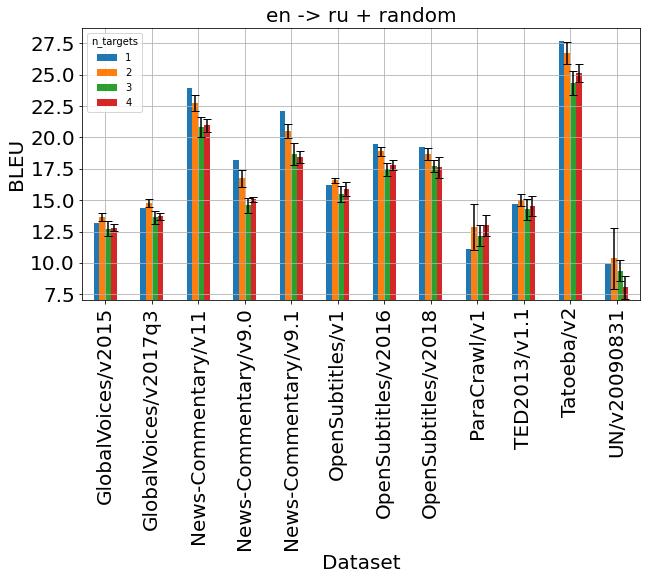 en -> ru + random
n_targets
1
2
3
4
BLEU
27.5
25.0
22.5
20.0
17.5
15.0
12.5
10.0
7.5
GlobalVoices/v2015
GlobalVoices/v2017q3
News-Commentary/v11
News-Commentary/v9.0
News-Commentary/v9.1
OpenSubtitles/v1
OpenSubtitles/v2016
OpenSubtitles/v2018
ParaCrawl/v1
TED2013/v1.1
Tatoeba/v2
UN/v20090831
Dataset